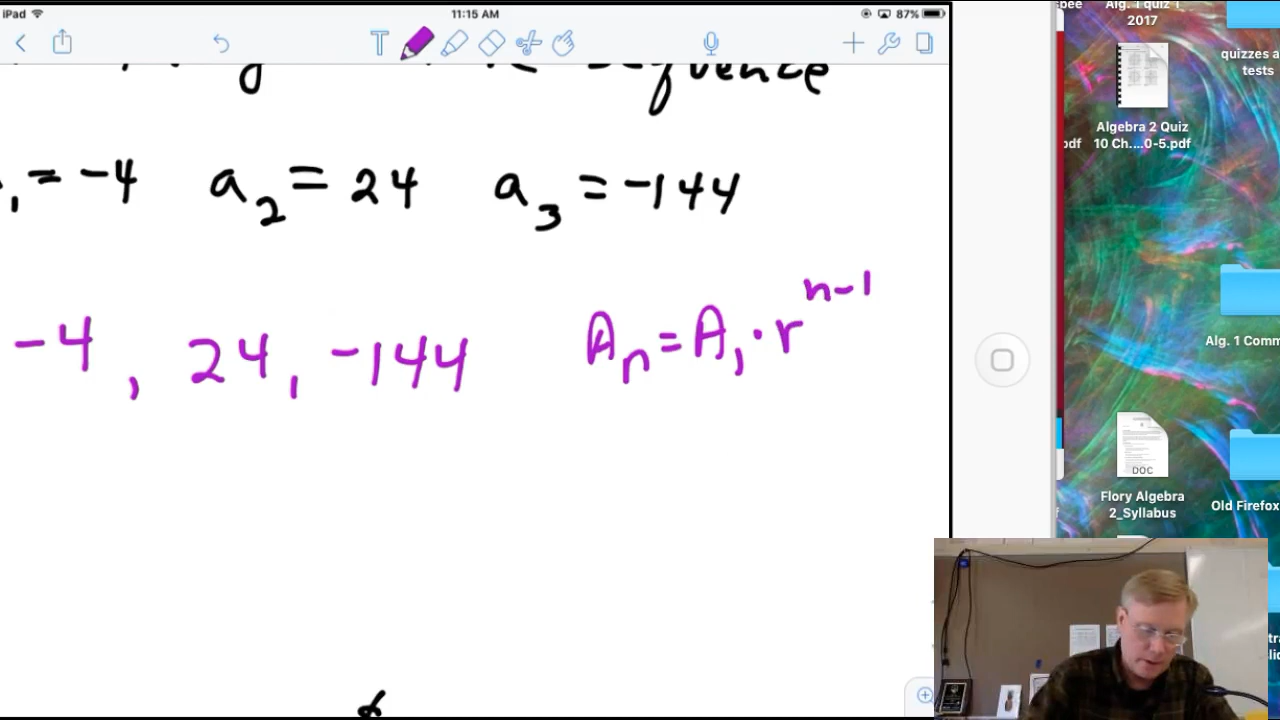 iPad 11:15 AM 87%
T
sequence
1 = -4 a2 = 24 a3 = -144
-4, 24, -144 An = A1 · r^n-1
Alg. 1 quiz 1
2017
quizzes a
tests
Algebra 2 Quiz
10 Ch....0-5.pdf
Alg. 1 Comm
DOC
Flory Algebra
2_Syllabus
Old Firefox